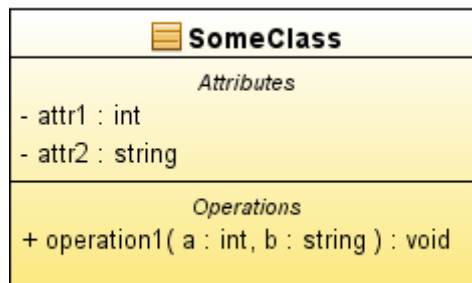 SomeClass
Attributes
- attr1 : int
- attr2 : string
Operations
+ operation1( a : int, b : string ) : void